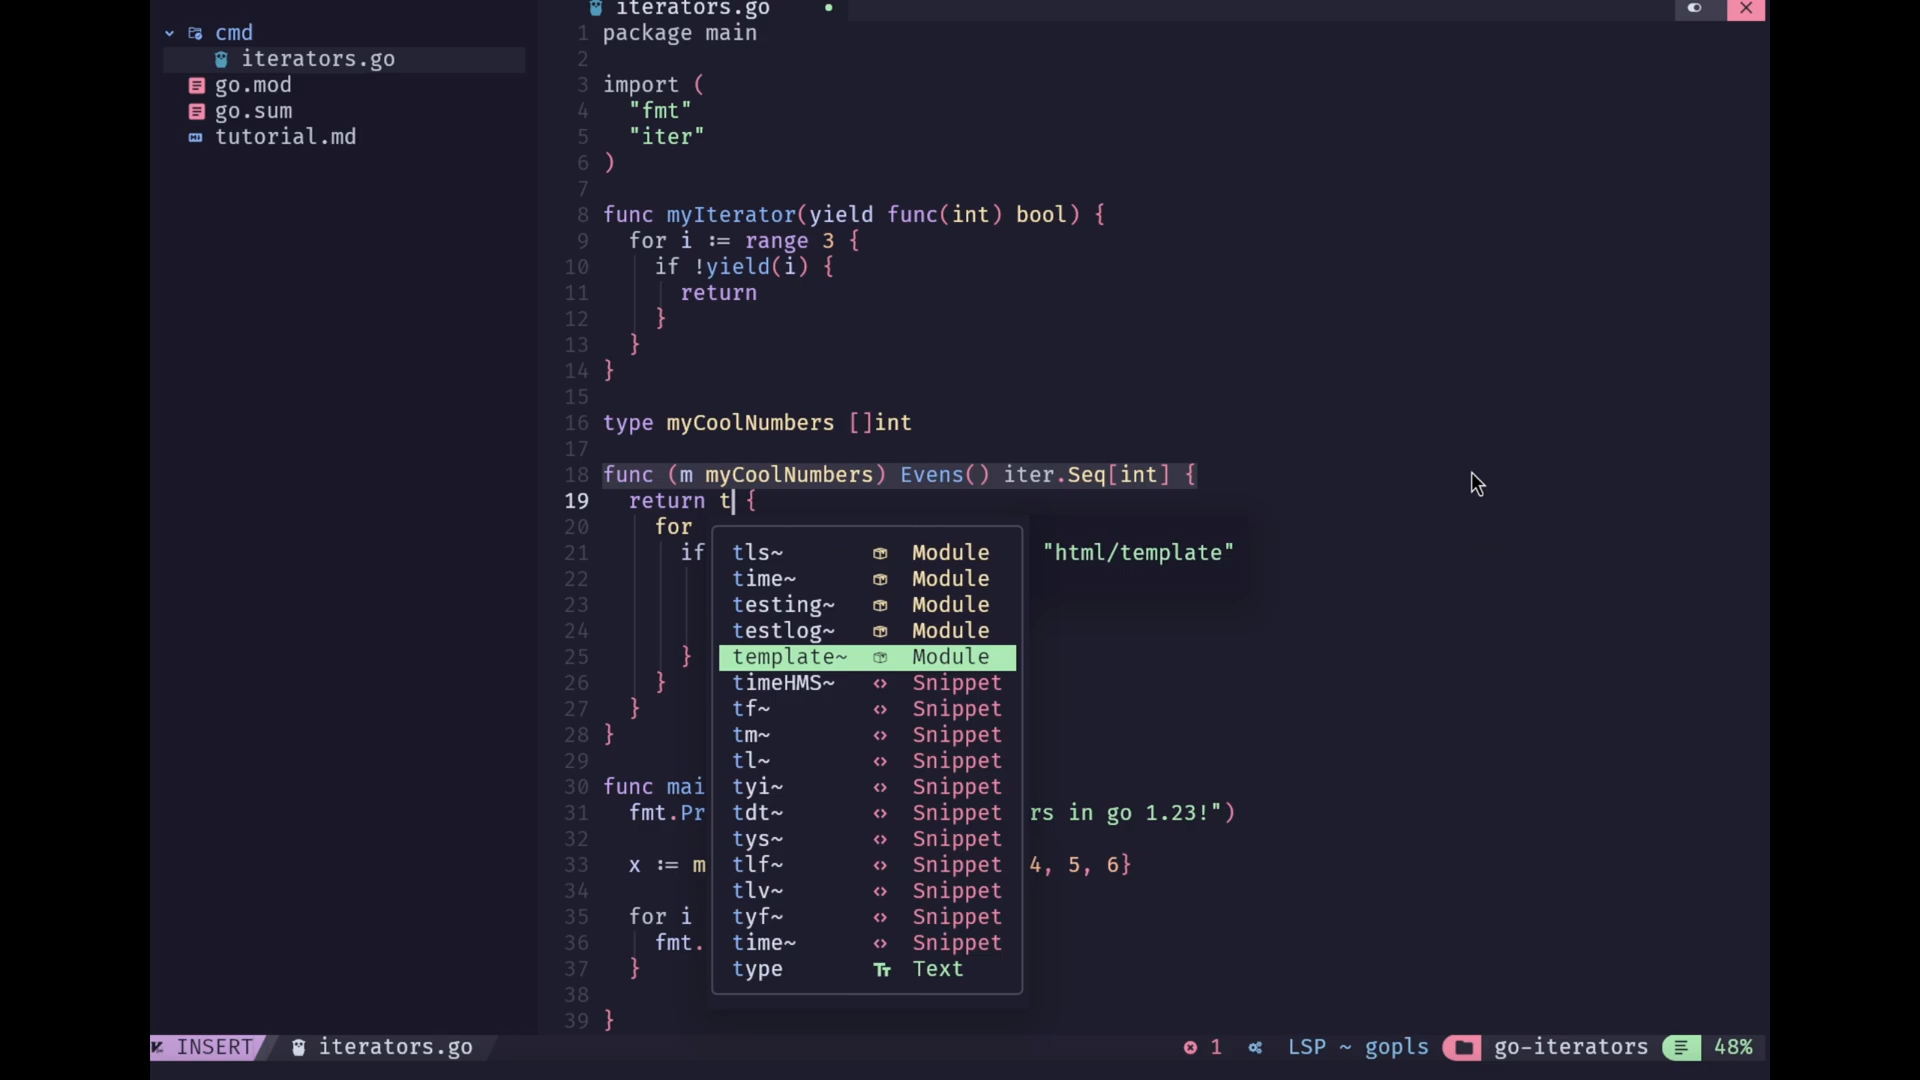 cmd
iterators.go
go.mod
go.sum
tutorial.md
iterators.go
1 package main
2
3 import (
4 "fmt"
5 "iter"
6 )
7
8 func myIterator(yield func(int) bool) {
9 for i := range 3 {
10 if !yield(i) {
11 return
12 }
13 }
14 }
15
16 type myCoolNumbers []int
17
18 func (m myCoolNumbers) Evens() iter.Seq[int] {
19 return t {
20 for
21 if
22
23
24
25 }
26 }
27 }
28 }
29
30 func mai
31 fmt.Pr rs in go 1.23!")
32
33 x := m 4, 5, 6}
34
35 for i
36 fmt.
37 }
38
39 }
tls~ Module "html/template"
time~ Module
testing~ Module
testlog~ Module
template~ Module
timeHMS~ <> Snippet
tf~ <> Snippet
tm~ <> Snippet
tl~ <> Snippet
tyi~ <> Snippet
tdt~ <> Snippet
tys~ <> Snippet
tlf~ <> Snippet
tlv~ <> Snippet
tyf~ <> Snippet
time~ <> Snippet
type Tт Text
INSERT iterators.go 1 LSP ~ gopls go-iterators 48%